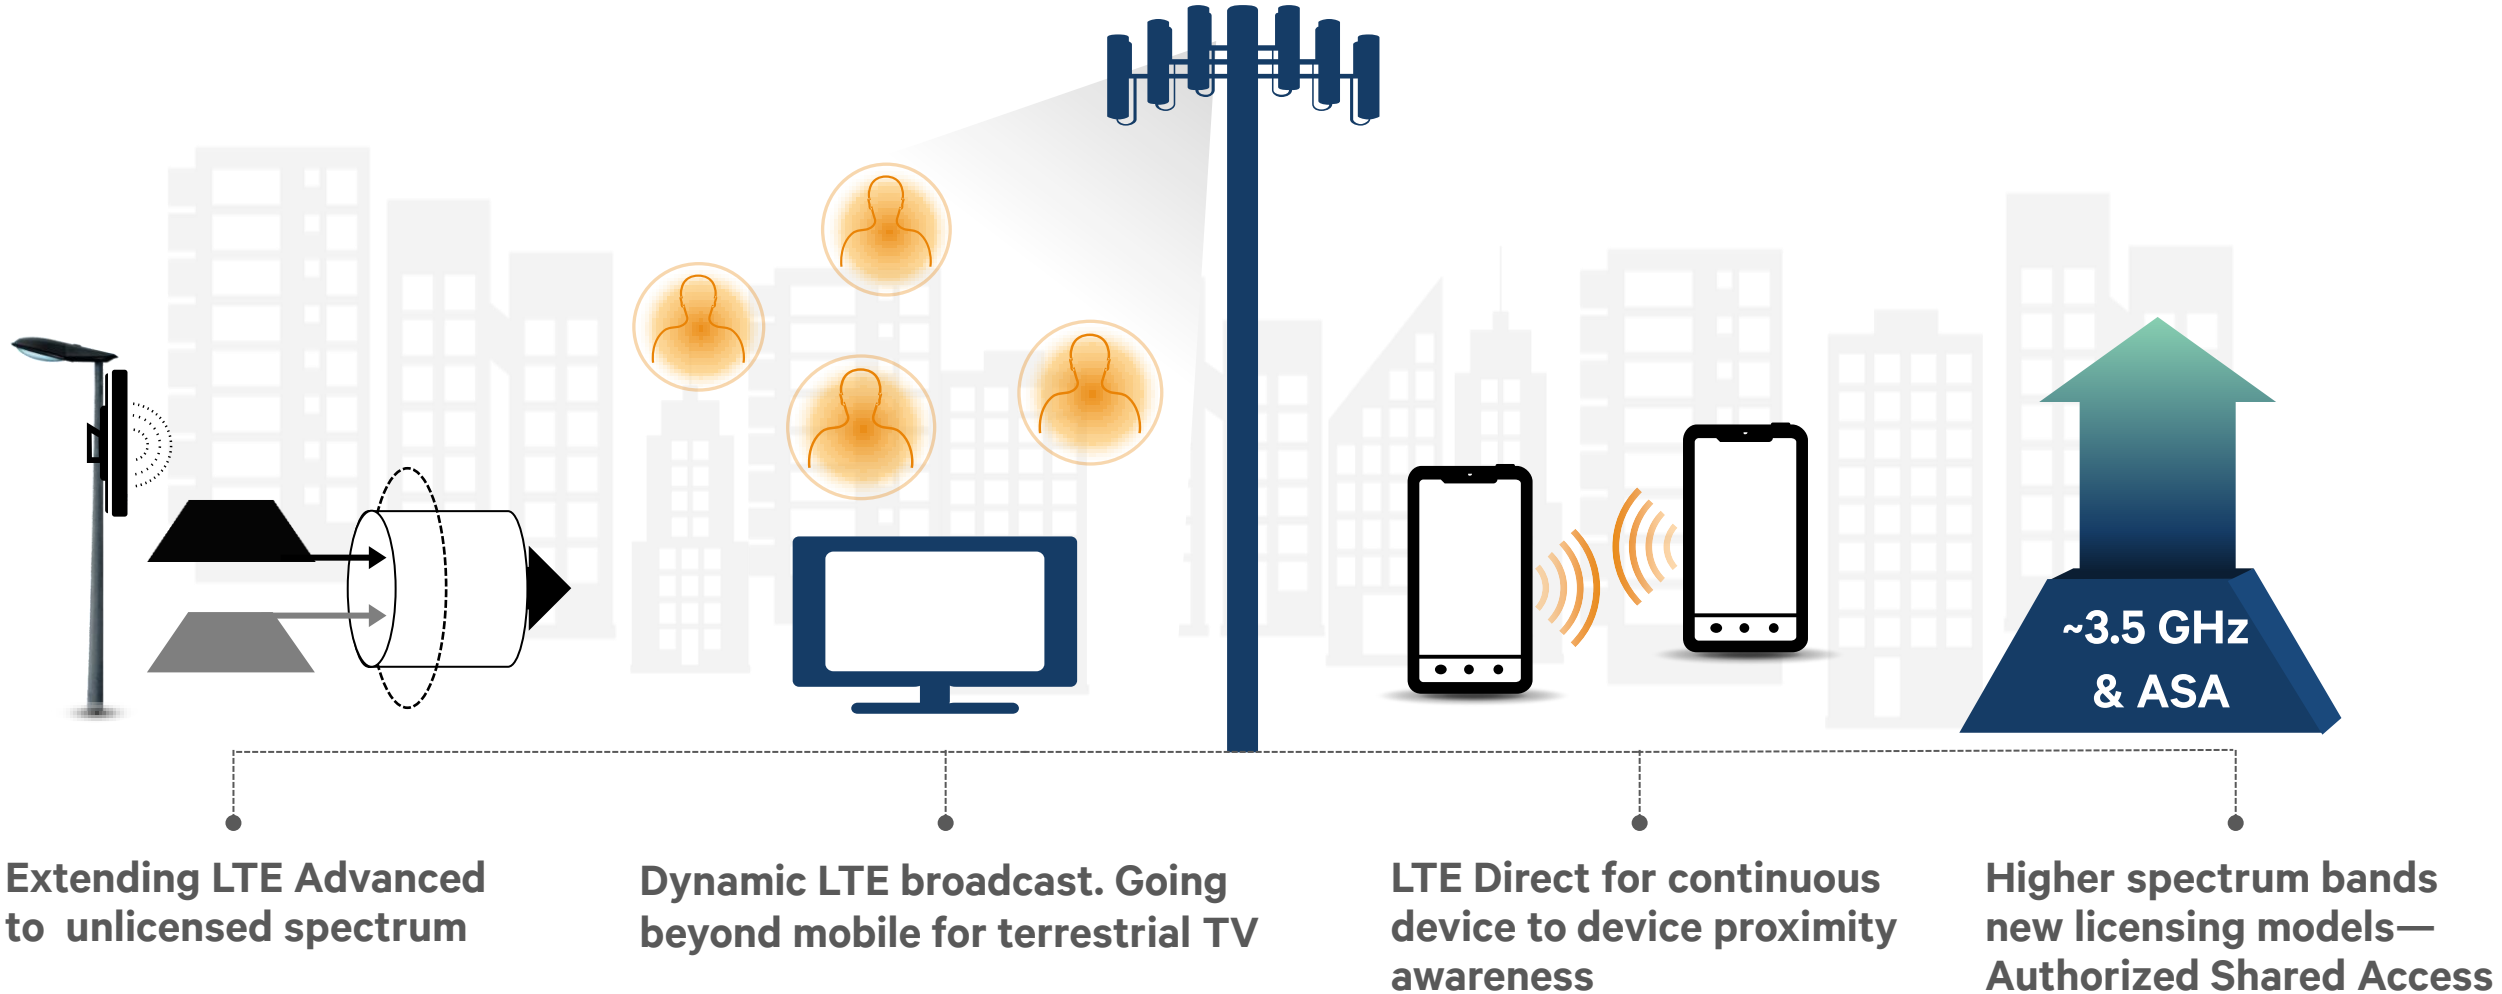 ~3.5 GHz
& ASA
Extending LTE Advanced
to unlicensed spectrum
Dynamic LTE broadcast. Going
beyond mobile for terrestrial TV
LTE Direct for continuous
device to device proximity
awareness
Higher spectrum bands
new licensing models—
Authorized Shared Access